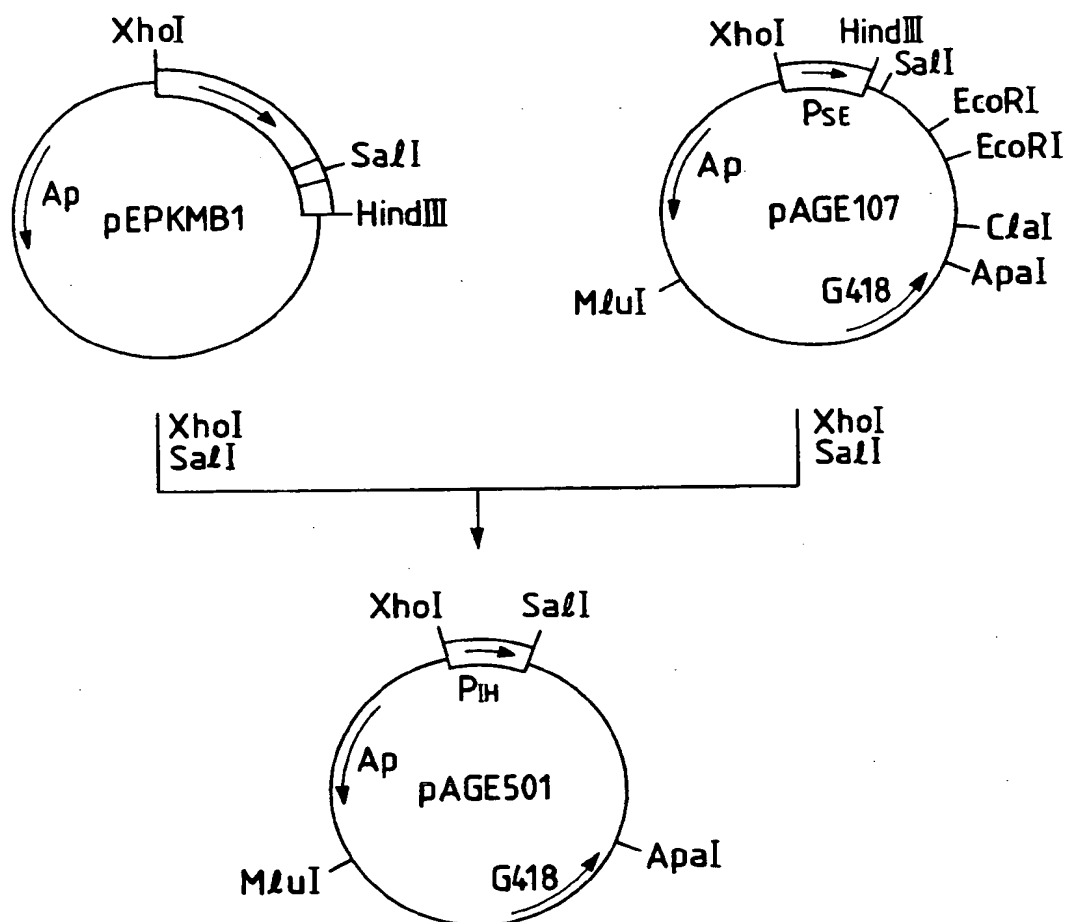 XhoI
SalI
HindIII
Ap
pEPKMB1
XhoI
HindIII
SalI
EcoRI
EcoRI
ClaI
ApaI
PSE
Ap
pAGE107
G418
MluI
XhoI
SalI
XhoI
SalI
XhoI
SalI
PIH
Ap
pAGE501
MluI
G418
ApaI